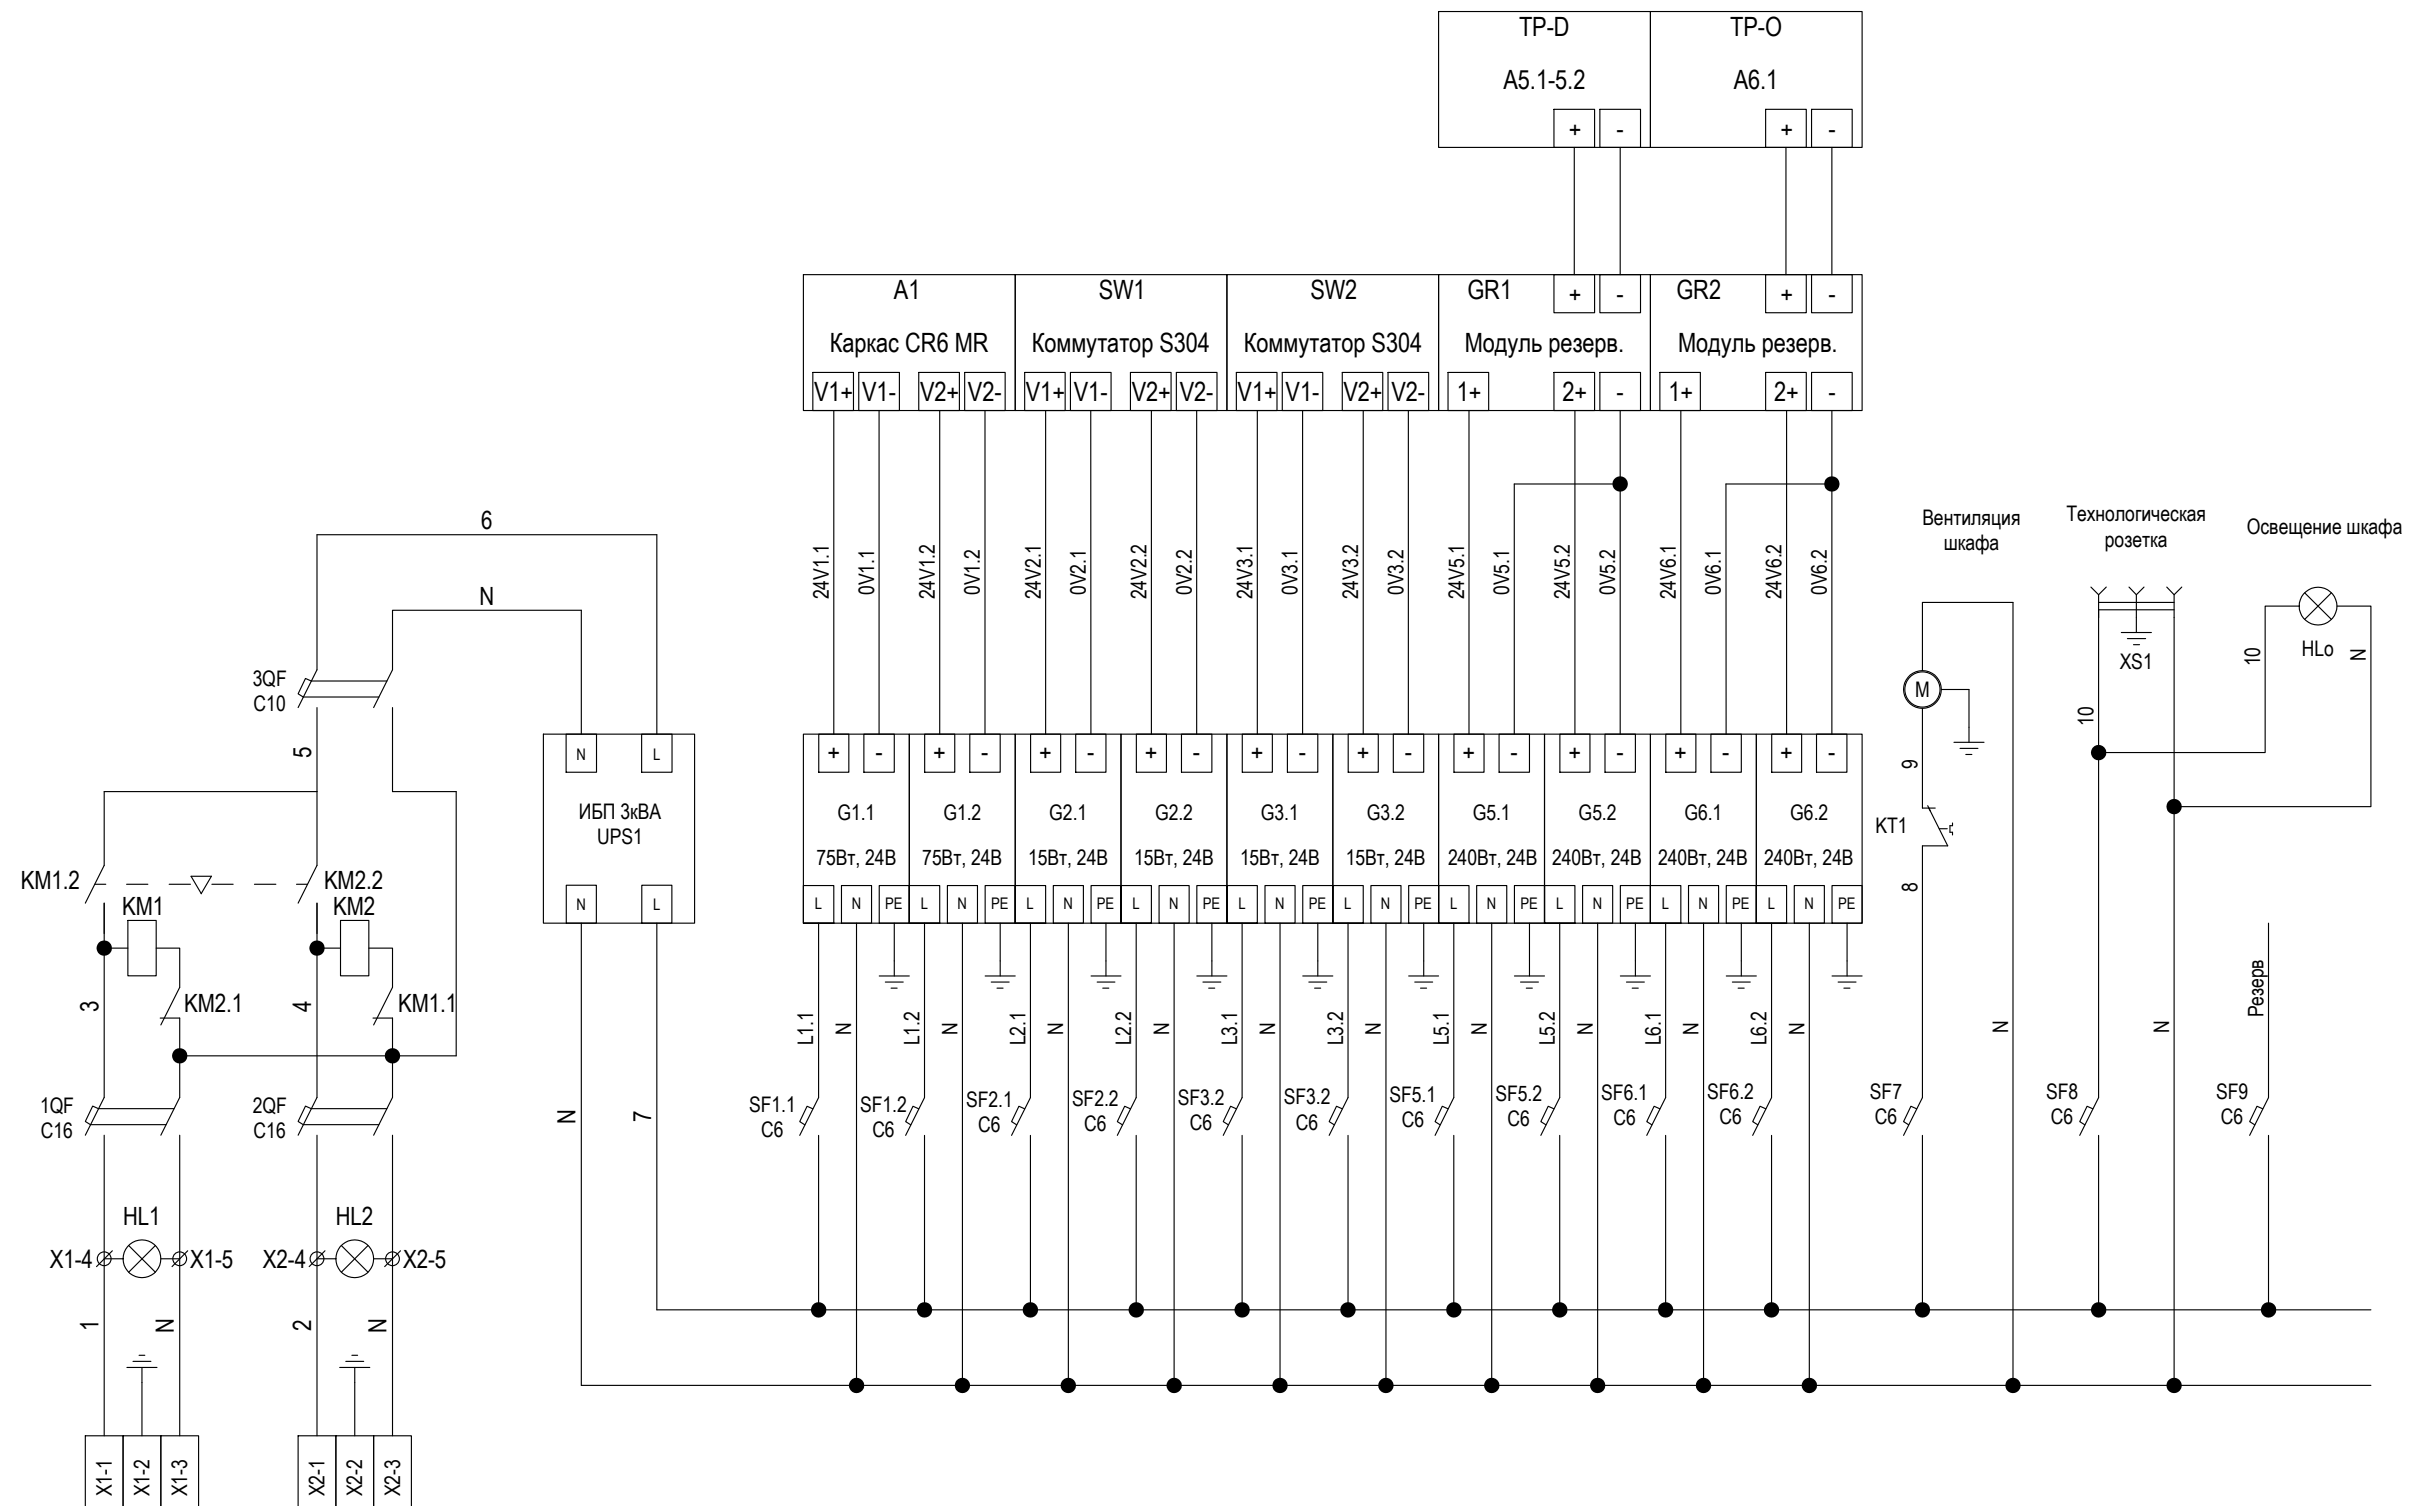 TP-D
TP-O
A5.1-5.2
A6.1
+ - + -
A1
SW1
SW2
GR1 + -
GR2 + -
Каркас CR6 MR
Коммутатор S304
Коммутатор S304
Модуль резерв.
Модуль резерв.
V1+ V1- V2+ V2-
V1+ V1- V2+ V2-
V1+ V1- V2+ V2-
1+ 2+ -
1+ 2+ -
24V1.1
0V1.1
24V1.2
0V1.2
24V2.1
0V2.1
24V2.2
0V2.2
24V3.1
0V3.1
24V3.2
0V3.2
24V5.1
0V5.1
24V5.2
0V5.2
24V6.1
0V6.1
24V6.2
0V6.2
Вентиляция
шкафа
Технологическая
розетка
Освещение шкафа
6
N
3QF
C10
5
KM1.2
KM2.2
KM1
KM2
3
KM2.1
4
KM1.1
1QF
C16
2QF
C16
HL1
HL2
X1-4
X1-5
X2-4
X2-5
1
N
2
N
X1-1
X1-2
X1-3
X2-1
X2-2
X2-3
N L
ИБП 3кВА
UPS1
N L
N
7
+ - + - + - + - + - + - + - + - + - + -
G1.1
75Вт, 24В
G1.2
75Вт, 24В
G2.1
15Вт, 24В
G2.2
15Вт, 24В
G3.1
15Вт, 24В
G3.2
15Вт, 24В
G5.1
240Вт, 24В
G5.2
240Вт, 24В
G6.1
240Вт, 24В
G6.2
240Вт, 24В
L N PE L N PE L N PE L N PE L N PE L N PE L N PE L N PE L N PE L N PE
L1.1
N
L1.2
N
L2.1
N
L2.2
N
L3.1
N
L3.2
N
L5.1
N
L5.2
N
L6.1
N
L6.2
N
SF1.1
C6
SF1.2
C6
SF2.1
C6
SF2.2
C6
SF3.2
C6
SF3.2
C6
SF5.1
C6
SF5.2
C6
SF6.1
C6
SF6.2
C6
M
9
KT1
8
N
SF7
C6
XS1
10
10
HLo
N
N
SF8
C6
Резерв
SF9
C6